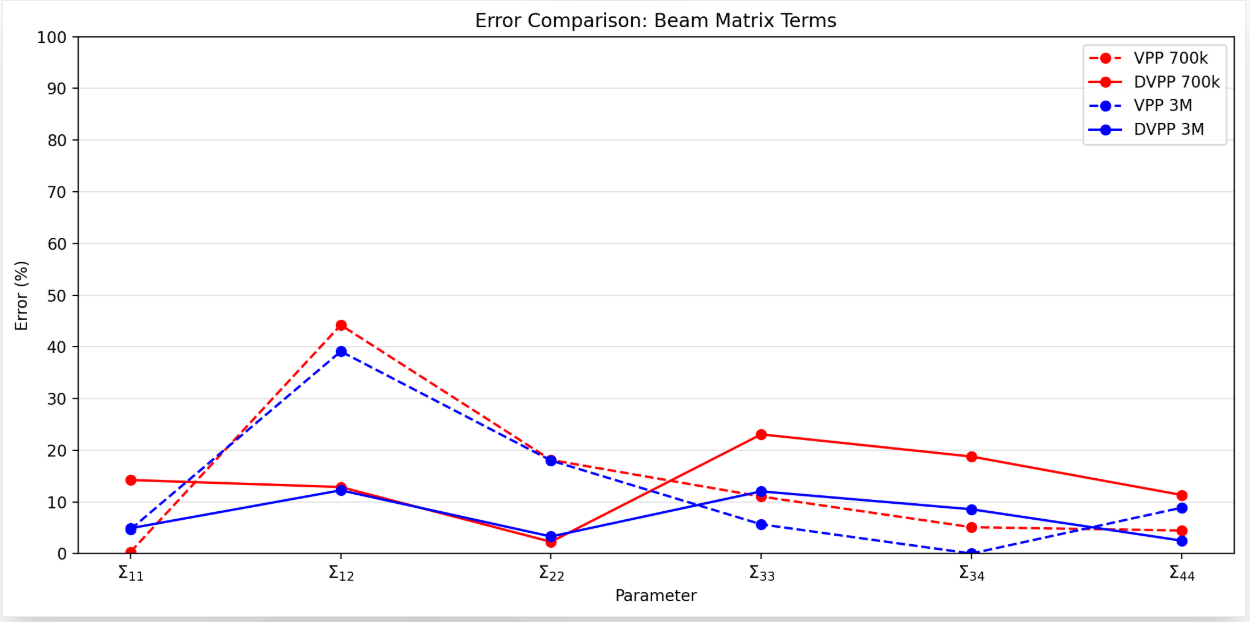 Error Comparison: Beam Matrix Terms
100
90
80
70
60
50
40
30
20
10
0
Error (%)
VPP 700k
DVPP 700k
VPP 3M
DVPP 3M
Σ₁₁ Σ₁₂ Σ₂₂ Σ₃₃ Σ₃₄ Σ₄₄
Parameter